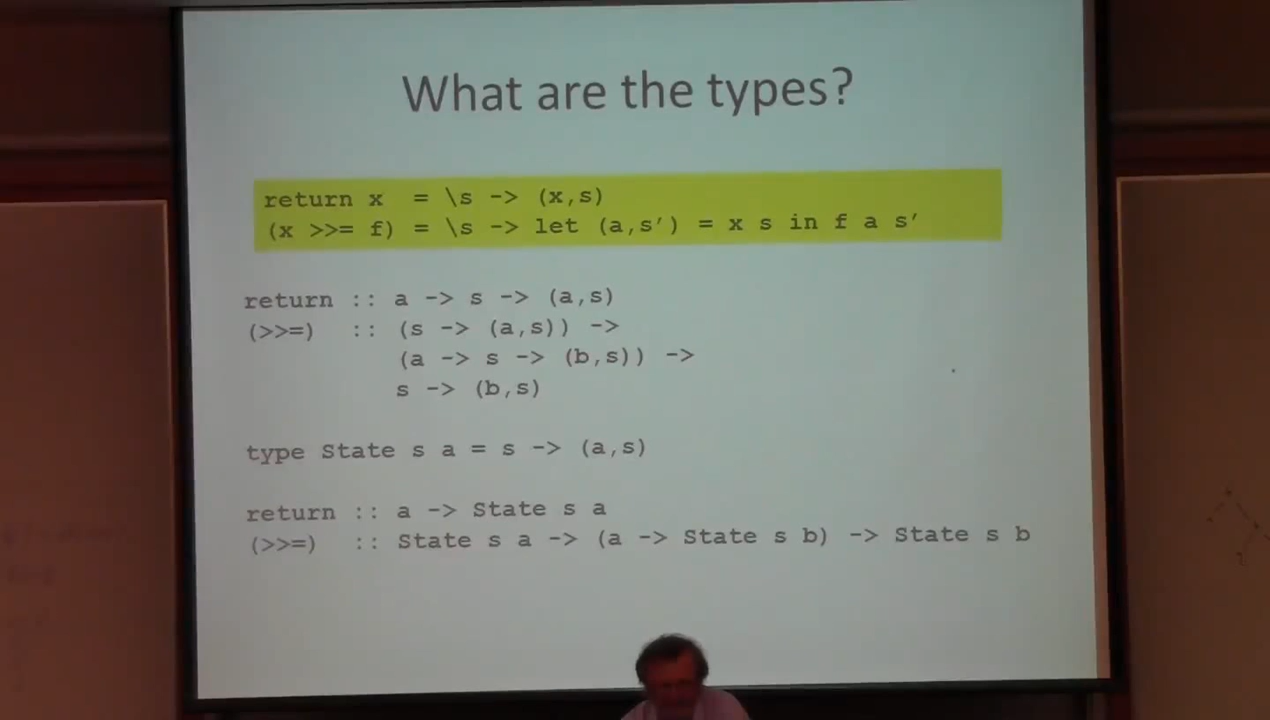 What are the types?
return x  = \s -> (x,s)
(x >>= f) = \s -> let (a,s′) = x s in f a s′
return :: a -> s -> (a,s)
(>>=)  :: (s -> (a,s)) ->
(a -> s -> (b,s)) ->
s -> (b,s)
type State s a = s -> (a,s)
return :: a -> State s a
(>>=)  :: State s a -> (a -> State s b) -> State s b